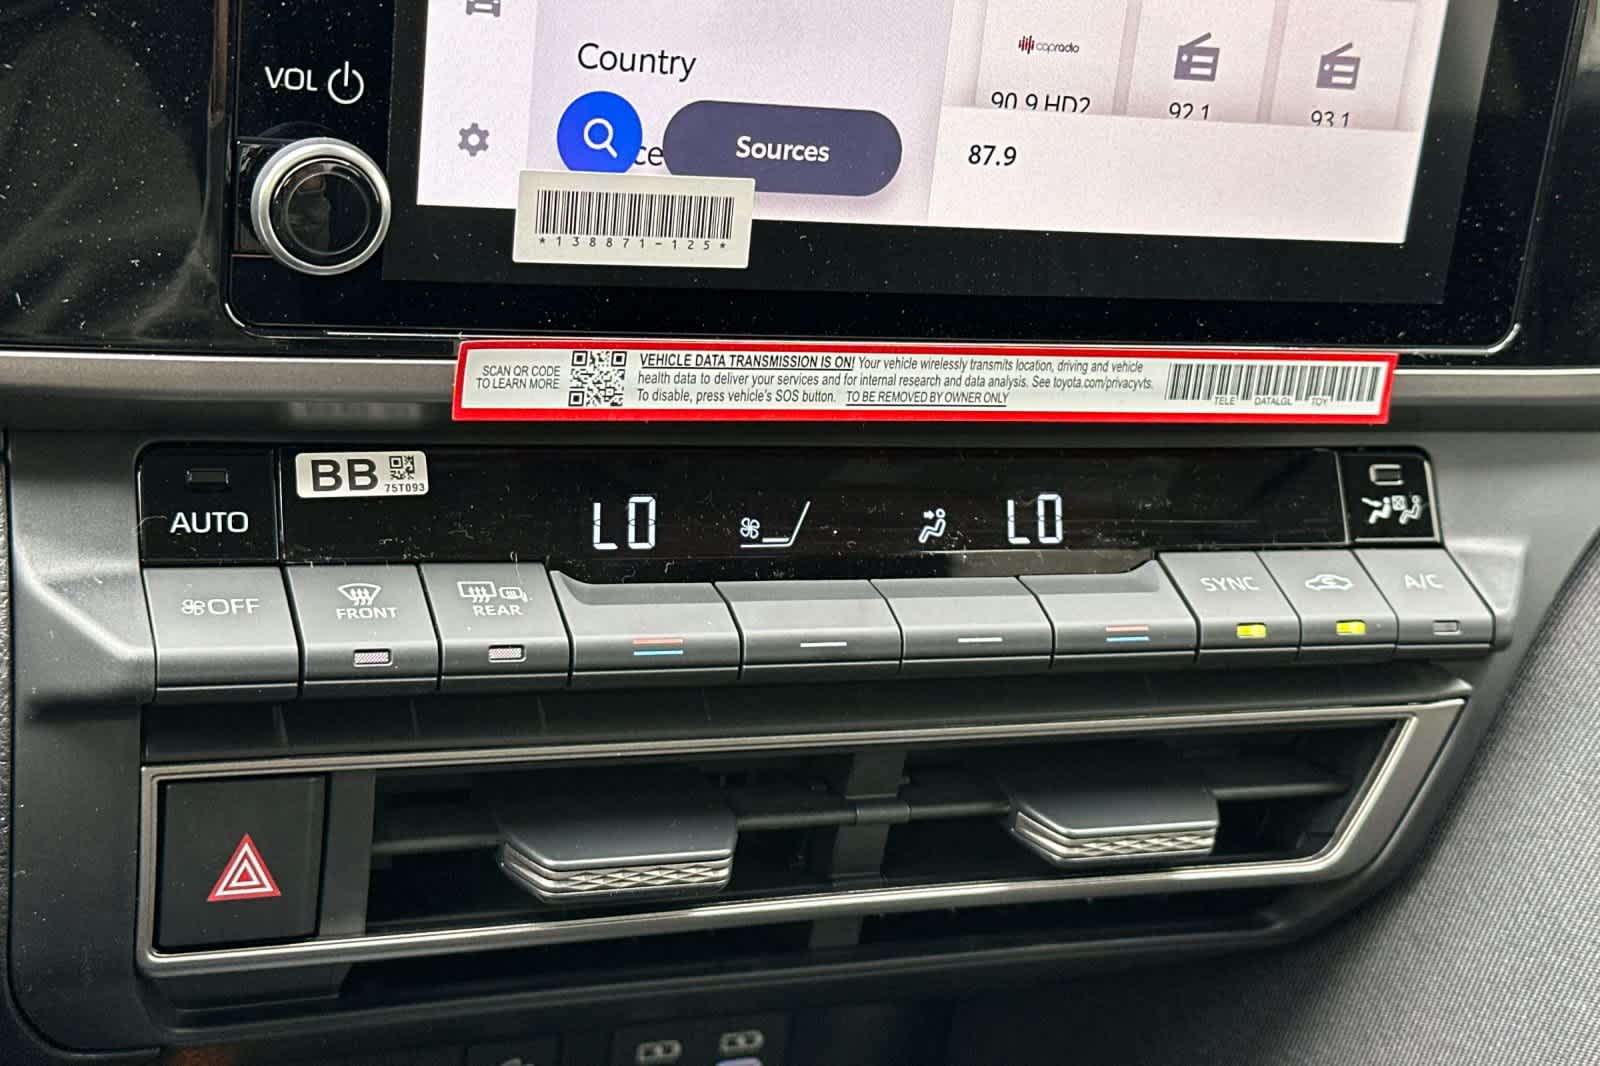 VOL
Country
ce
Sources
capradio
90.9 HD2
92.1
93.1
87.9
*138871-125*
SCAN QR CODE
TO LEARN MORE
VEHICLE DATA TRANSMISSION IS ON! Your vehicle wirelessly transmits location, driving and vehicle
health data to deliver your services and for internal research and data analysis. See toyota.com/privacyvts.
To disable, press vehicle's SOS button. TO BE REMOVED BY OWNER ONLY
TELE DATALGL TOY
AUTO
BB
75T093
LO
LO
OFF
FRONT
REAR
SYNC
A/C